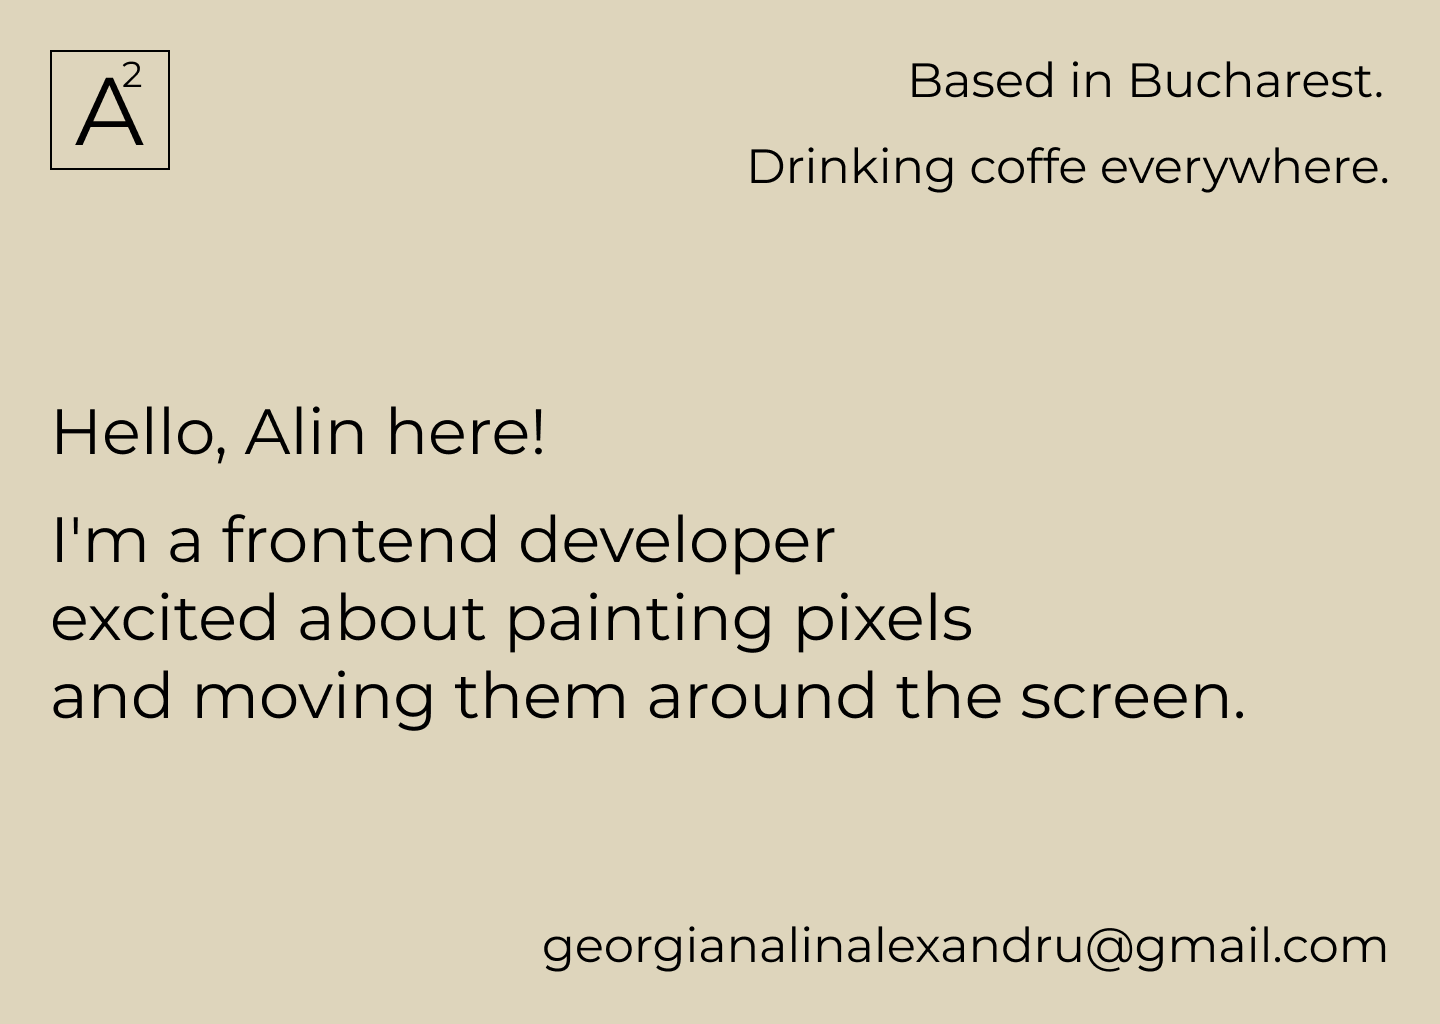 A²
Based in Bucharest.
Drinking coffe everywhere.
Hello, Alin here!
I'm a frontend developer
excited about painting pixels
and moving them around the screen.
georgianalinalexandru@gmail.com